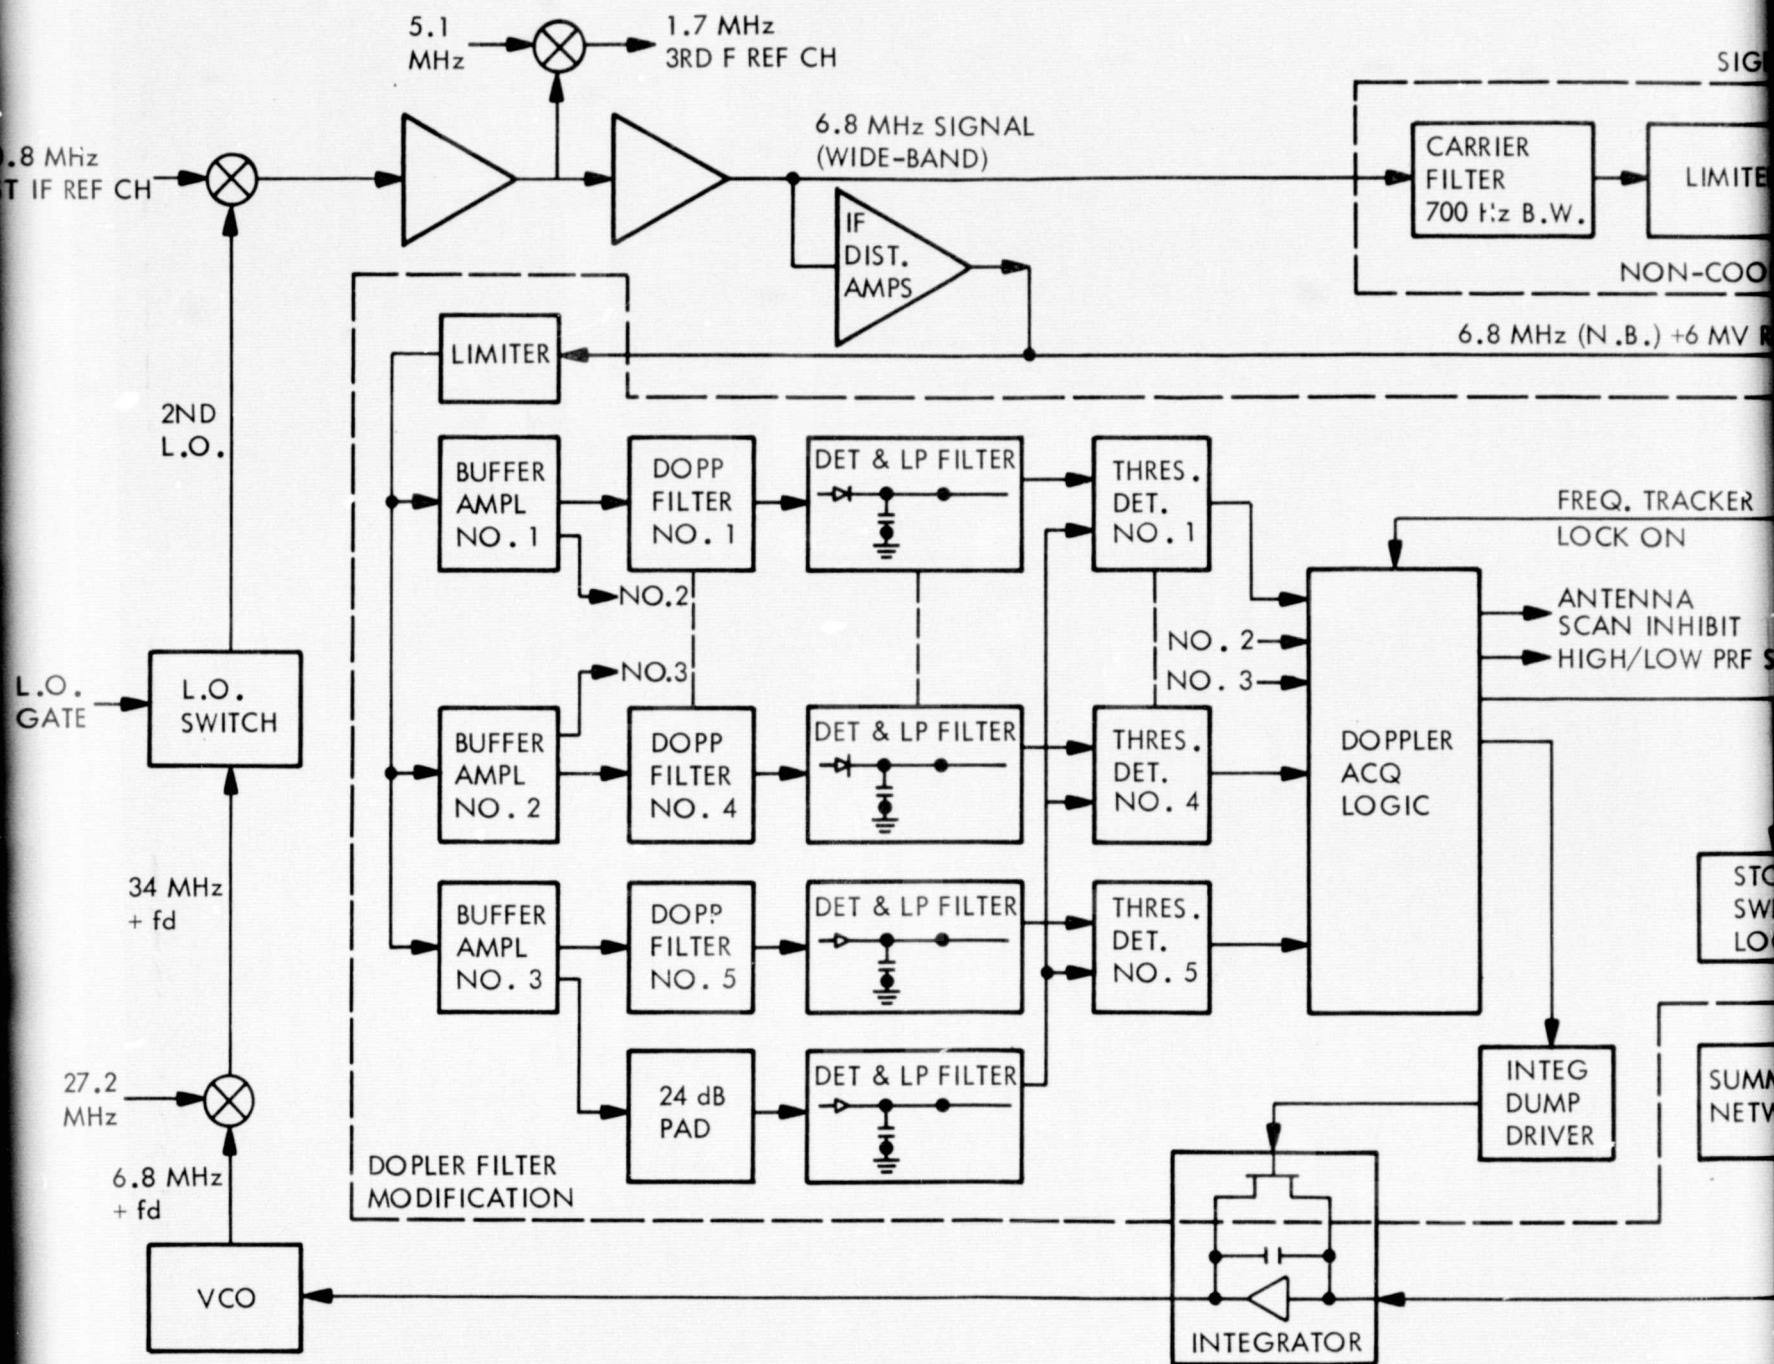 5.1
MHz
1.7 MHz
3RD F REF CH
.8 MHz
T IF REF CH
6.8 MHz SIGNAL
(WIDE-BAND)
CARRIER
FILTER
700 Hz B.W.
LIMITE
NON-COO
SIG
IF
DIST.
AMPS
6.8 MHz (N.B.) +6 MV R
LIMITER
2ND
L.O.
BUFFER
AMPL
NO. 1
DOPP
FILTER
NO. 1
DET & LP FILTER
THRES.
DET.
NO. 1
NO.2
FREQ. TRACKER
LOCK ON
ANTENNA
SCAN INHIBIT
HIGH/LOW PRF S
NO. 2
NO. 3
NO.3
L.O.
GATE
L.O.
SWITCH
BUFFER
AMPL
NO. 2
DOPP
FILTER
NO. 4
DET & LP FILTER
THRES.
DET.
NO. 4
DOPPLER
ACQ
LOGIC
34 MHz
+ fd
BUFFER
AMPL
NO. 3
DOPP
FILTER
NO. 5
DET & LP FILTER
THRES.
DET.
NO. 5
STO
SWI
LOG
27.2
MHz
24 dB
PAD
DET & LP FILTER
INTEG
DUMP
DRIVER
SUMM
NETW
DOPLER FILTER
MODIFICATION
6.8 MHz
+ fd
VCO
INTEGRATOR